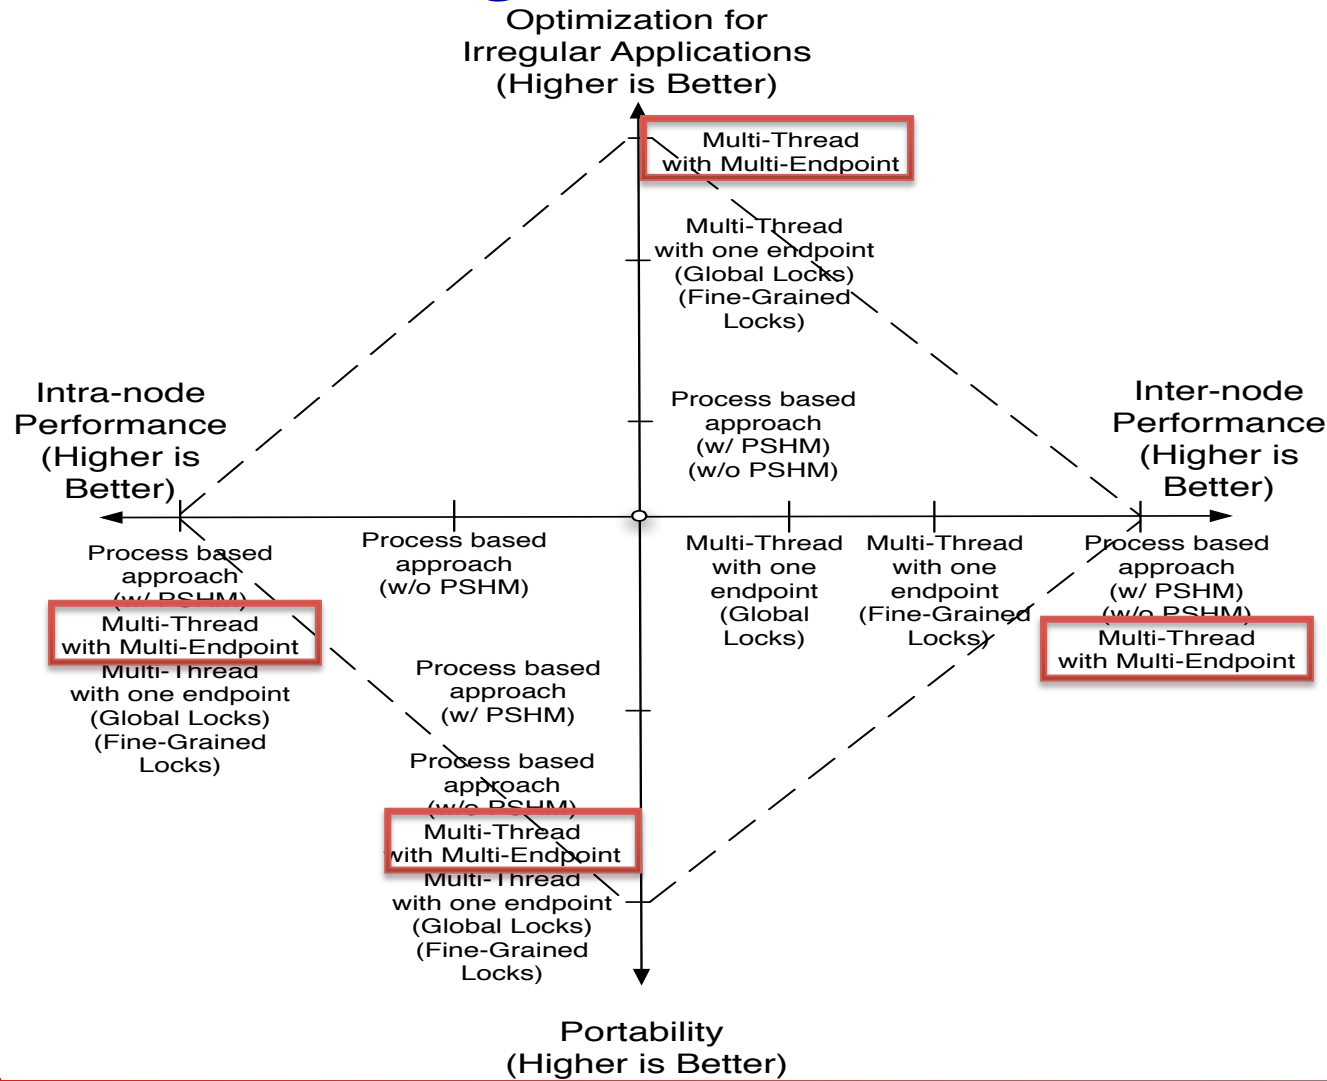 Optimization for
Irregular Applications
(Higher is Better)
Multi-Thread
with Multi-Endpoint
Multi-Thread
with one endpoint
(Global Locks)
(Fine-Grained
Locks)
Process based
approach
(w/ PSHM)
(w/o PSHM)
Intra-node
Performance
(Higher is
Better)
Inter-node
Performance
(Higher is
Better)
Process based
approach
(w/ PSHM)
Multi-Thread
with Multi-Endpoint
Multi-Thread
with one endpoint
(Global Locks)
(Fine-Grained
Locks)
Process based
approach
(w/o PSHM)
Multi-Thread
with one
endpoint
(Global
Locks)
Multi-Thread
with one
endpoint
(Fine-Grained
Locks)
Process based
approach
(w/ PSHM)
(w/o PSHM)
Multi-Thread
with Multi-Endpoint
Process based
approach
(w/ PSHM)
Process based
approach
(w/o PSHM)
Multi-Thread
with Multi-Endpoint
Multi-Thread
with one endpoint
(Global Locks)
(Fine-Grained
Locks)
Portability
(Higher is Better)